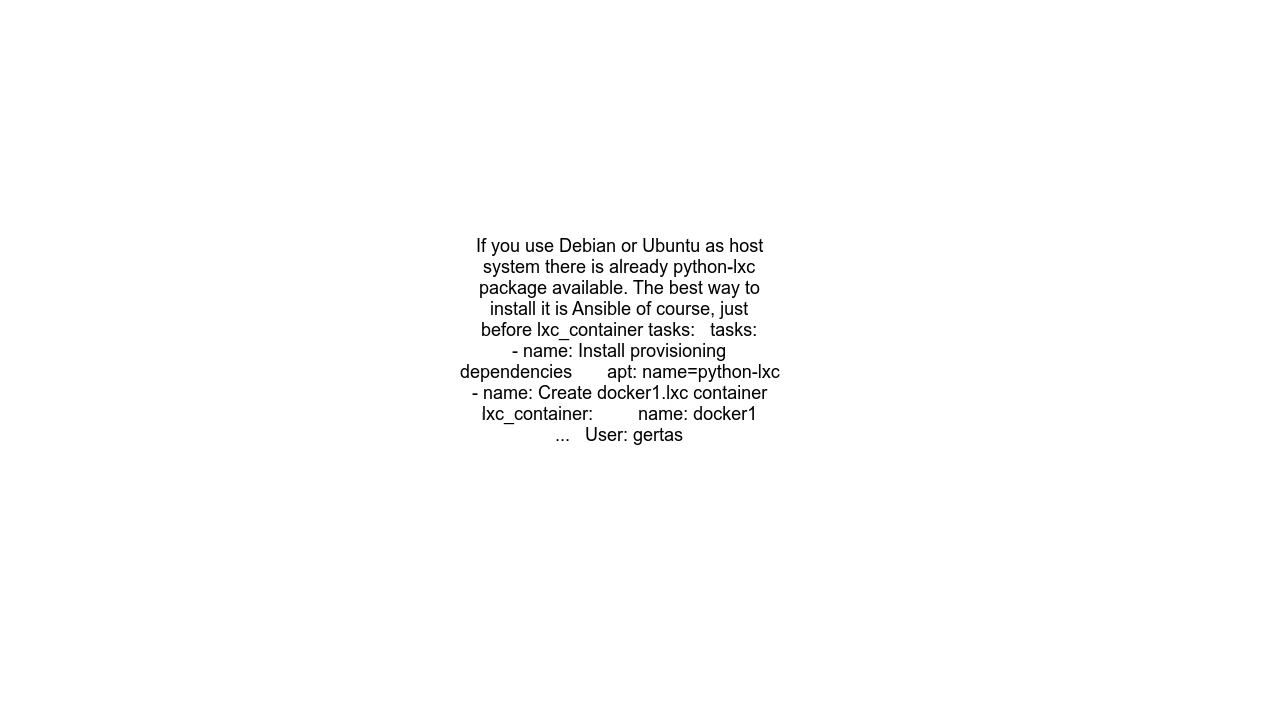 If you use Debian or Ubuntu as host
system there is already python-lxc
package available. The best way to
install it is Ansible of course, just
before lxc_container tasks:   tasks:
- name: Install provisioning
dependencies       apt: name=python-lxc
- name: Create docker1.lxc container
lxc_container:         name: docker1
...   User: gertas